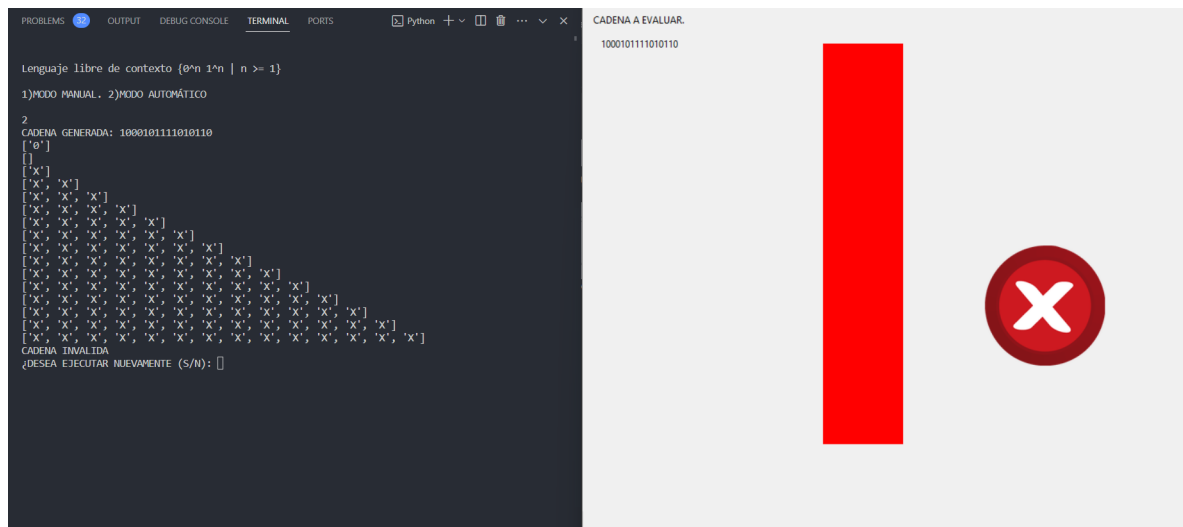 PROBLEMS 32 OUTPUT DEBUG CONSOLE TERMINAL PORTS Python
Lenguaje libre de contexto {0^n 1^n | n >= 1}
1)MODO MANUAL. 2)MODO AUTOMÁTICO
2
CADENA GENERADA: 1000101111010110
['0']
[]
['X']
['X', 'X']
['X', 'X', 'X']
['X', 'X', 'X', 'X']
['X', 'X', 'X', 'X', 'X']
['X', 'X', 'X', 'X', 'X', 'X']
['X', 'X', 'X', 'X', 'X', 'X', 'X']
['X', 'X', 'X', 'X', 'X', 'X', 'X', 'X']
['X', 'X', 'X', 'X', 'X', 'X', 'X', 'X', 'X']
['X', 'X', 'X', 'X', 'X', 'X', 'X', 'X', 'X', 'X']
['X', 'X', 'X', 'X', 'X', 'X', 'X', 'X', 'X', 'X', 'X']
['X', 'X', 'X', 'X', 'X', 'X', 'X', 'X', 'X', 'X', 'X', 'X']
['X', 'X', 'X', 'X', 'X', 'X', 'X', 'X', 'X', 'X', 'X', 'X', 'X']
['X', 'X', 'X', 'X', 'X', 'X', 'X', 'X', 'X', 'X', 'X', 'X', 'X', 'X']
CADENA INVALIDA
¿DESEA EJECUTAR NUEVAMENTE (S/N):
CADENA A EVALUAR.
1000101111010110